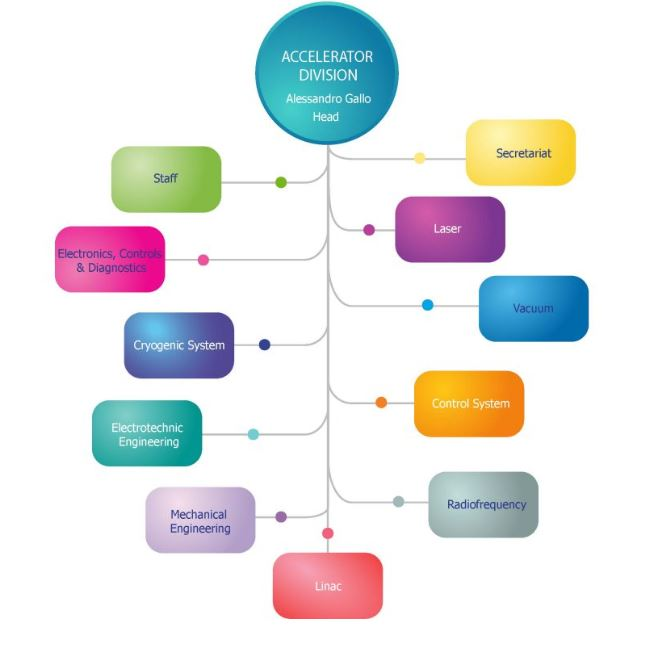 ACCELERATOR
DIVISION
Alessandro Gallo
Head
Secretariat
Staff
Laser
Electronics, Controls
& Diagnostics
Vacuum
Cryogenic System
Control System
Electrotechnic
Engineering
Radiofrequency
Mechanical
Engineering
Linac